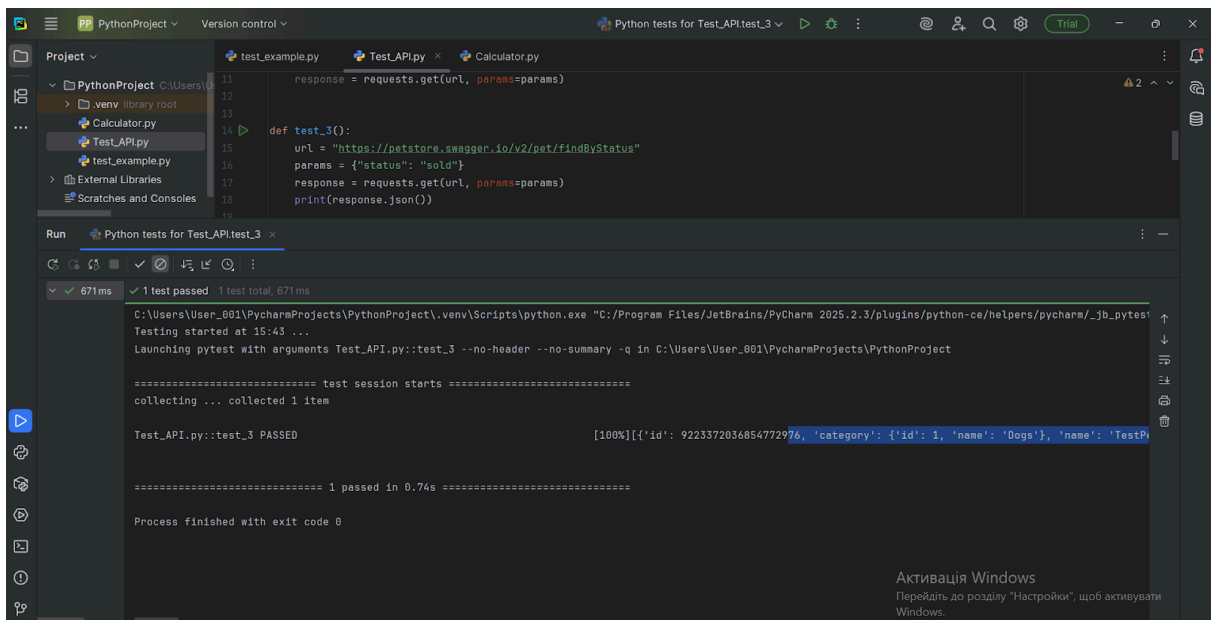 PP PythonProject Version control Python tests for Test_API.test_3 Trial
Project test_example.py Test_API.py Calculator.py
PythonProject C:\Users\U
.venv library root
Calculator.py
Test_API.py
test_example.py
External Libraries
Scratches and Consoles
11 response = requests.get(url, params=params)
12
13
14 def test_3():
15 url = "https://petstore.swagger.io/v2/pet/findByStatus"
16 params = {"status": "sold"}
17 response = requests.get(url, params=params)
18 print(response.json())
19
2
Run Python tests for Test_API.test_3
671 ms 1 test passed 1 test total, 671 ms
C:\Users\User_001\PycharmProjects\PythonProject\.venv\Scripts\python.exe "C:/Program Files/JetBrains/PyCharm 2025.2.3/plugins/python-ce/helpers/pycharm/_jb_pytest
Testing started at 15:43 ...
Launching pytest with arguments Test_API.py::test_3 --no-header --no-summary -q in C:\Users\User_001\PycharmProjects\PythonProject
============================= test session starts =============================
collecting ... collected 1 item
Test_API.py::test_3 PASSED [100%][{'id': 9223372036854772976, 'category': {'id': 1, 'name': 'Dogs'}, 'name': 'TestPe
============================== 1 passed in 0.74s ==============================
Process finished with exit code 0
Активація Windows
Перейдіть до розділу "Настройки", щоб активувати
Windows.